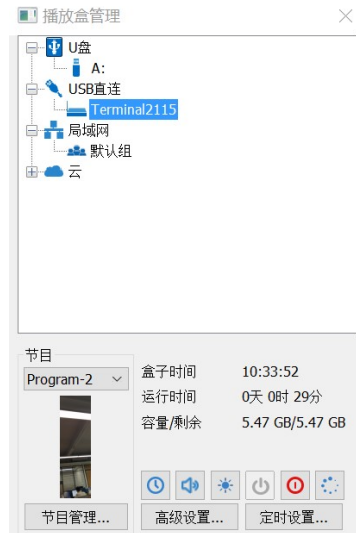 播放盒管理
U盘
A:
USB直连
Terminal2115
局域网
默认组
云
节目
Program-2
盒子时间 10:33:52
运行时间 0天 0时 29分
容量/剩余 5.47 GB/5.47 GB
节目管理... 高级设置... 定时设置...